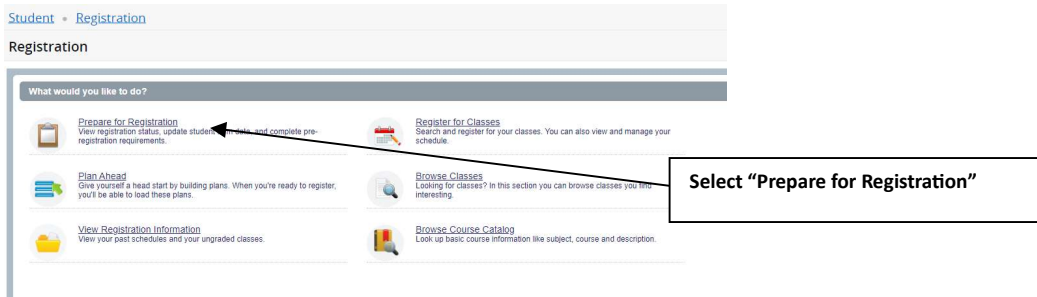 Student • Registration
Registration
What would you like to do?
Prepare for Registration
View registration status, update student term data, and complete pre-
registration requirements.
Register for Classes
Search and register for your classes. You can also view and manage your
schedule.
Plan Ahead
Give yourself a head start by building plans. When you're ready to register,
you'll be able to load these plans.
Browse Classes
Looking for classes? In this section you can browse classes you find
interesting.
Select “Prepare for Registration”
View Registration Information
View your past schedules and your ungraded classes.
Browse Course Catalog
Look up basic course information like subject, course and description.